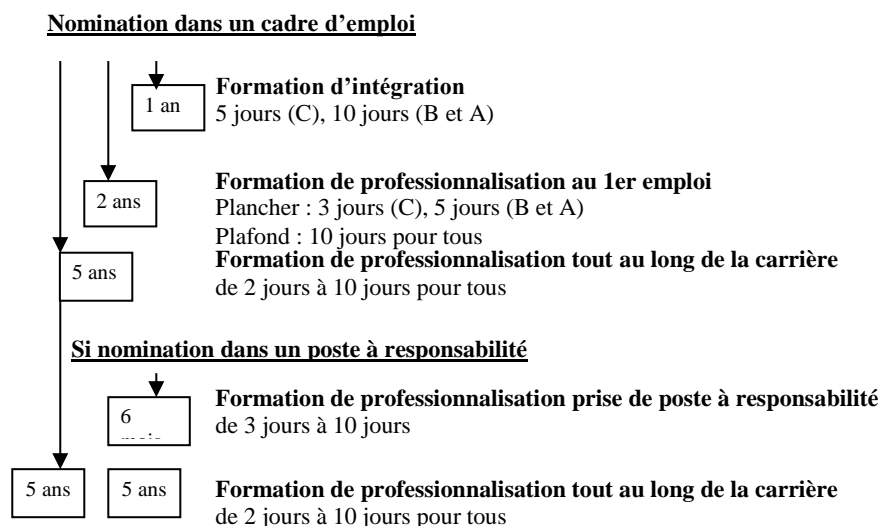 Nomination dans un cadre d’emploi
1 an
Formation d’intégration
5 jours (C), 10 jours (B et A)
2 ans
Formation de professionnalisation au 1er emploi
Plancher : 3 jours (C), 5 jours (B et A)
Plafond : 10 jours pour tous
5 ans
Formation de professionnalisation tout au long de la carrière
de 2 jours à 10 jours pour tous
Si nomination dans un poste à responsabilité
6
Formation de professionnalisation prise de poste à responsabilité
de 3 jours à 10 jours
5 ans
5 ans
Formation de professionnalisation tout au long de la carrière
de 2 jours à 10 jours pour tous